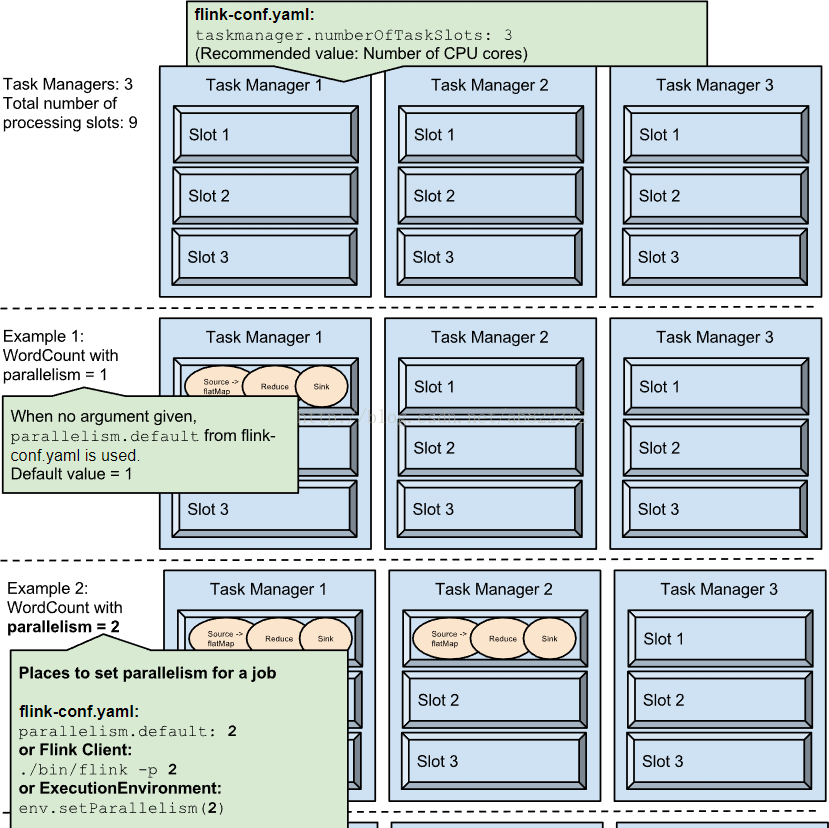 flink-conf.yaml:
taskmanager.numberOfTaskSlots: 3
(Recommended value: Number of CPU cores)
Task Managers: 3
Total number of
processing slots: 9
Task Manager 1
Slot 1
Slot 2
Slot 3
Task Manager 2
Slot 1
Slot 2
Slot 3
Task Manager 3
Slot 1
Slot 2
Slot 3
Example 1:
WordCount with
parallelism = 1
When no argument given,
parallelism.default from flink-
conf.yaml is used.
Default value = 1
Task Manager 1
Source ->
flatMap
Reduce
Sink
Slot 3
Task Manager 2
Slot 1
Slot 2
Slot 3
Task Manager 3
Slot 1
Slot 2
Slot 3
Example 2:
WordCount with
parallelism = 2
Places to set parallelism for a job
flink-conf.yaml:
parallelism.default: 2
or Flink Client:
./bin/flink -p 2
or ExecutionEnvironment:
env.setParallelism(2)
Task Manager 1
Source ->
flatMap
Reduce
Sink
Task Manager 2
Source ->
flatMap
Reduce
Sink
Slot 2
Slot 3
Task Manager 3
Slot 1
Slot 2
Slot 3